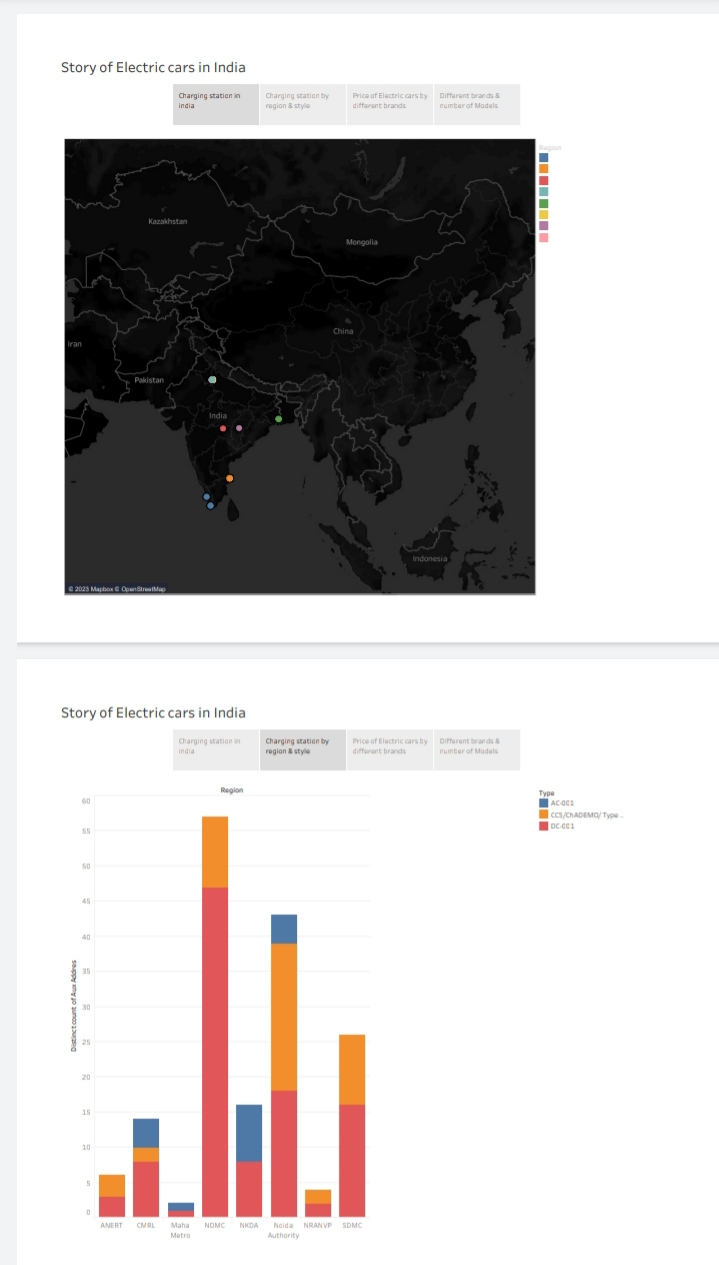 Story of Electric cars in India
Charging station in
india
Charging station by
region & style
Price of Electric cars by
different brands
Different brands &
number of Models
Region
Kazakhstan
Mongolia
China
Iran
Pakistan
India
Indonesia
© 2023 Mapbox © OpenStreetMap
Story of Electric cars in India
Charging station in
india
Charging station by
region & style
Price of Electric cars by
different brands
Different brands &
number of Models
Region
Type
AC-001
CCS/ChADEMO/ Type ..
DC-001
Distinct count of Aux Addres
60
55
50
45
40
35
30
25
20
15
10
5
0
ANERT
CMRL
Maha
Metro
NDMC
NKDA
Noida
Authority
NRANVP
SDMC